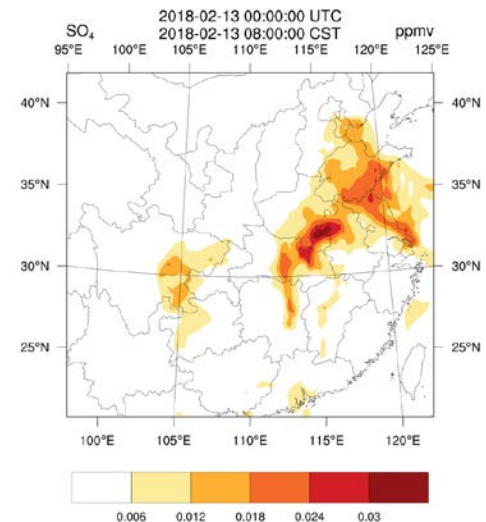 2018-02-13 00:00:00 UTC
SO₄ 2018-02-13 08:00:00 CST ppmv
95°E 100°E 105°E 110°E 115°E 120°E 125°E
40°N 40°N
35°N 35°N
30°N 30°N
25°N 25°N
100°E 105°E 110°E 115°E 120°E
0.006 0.012 0.018 0.024 0.03